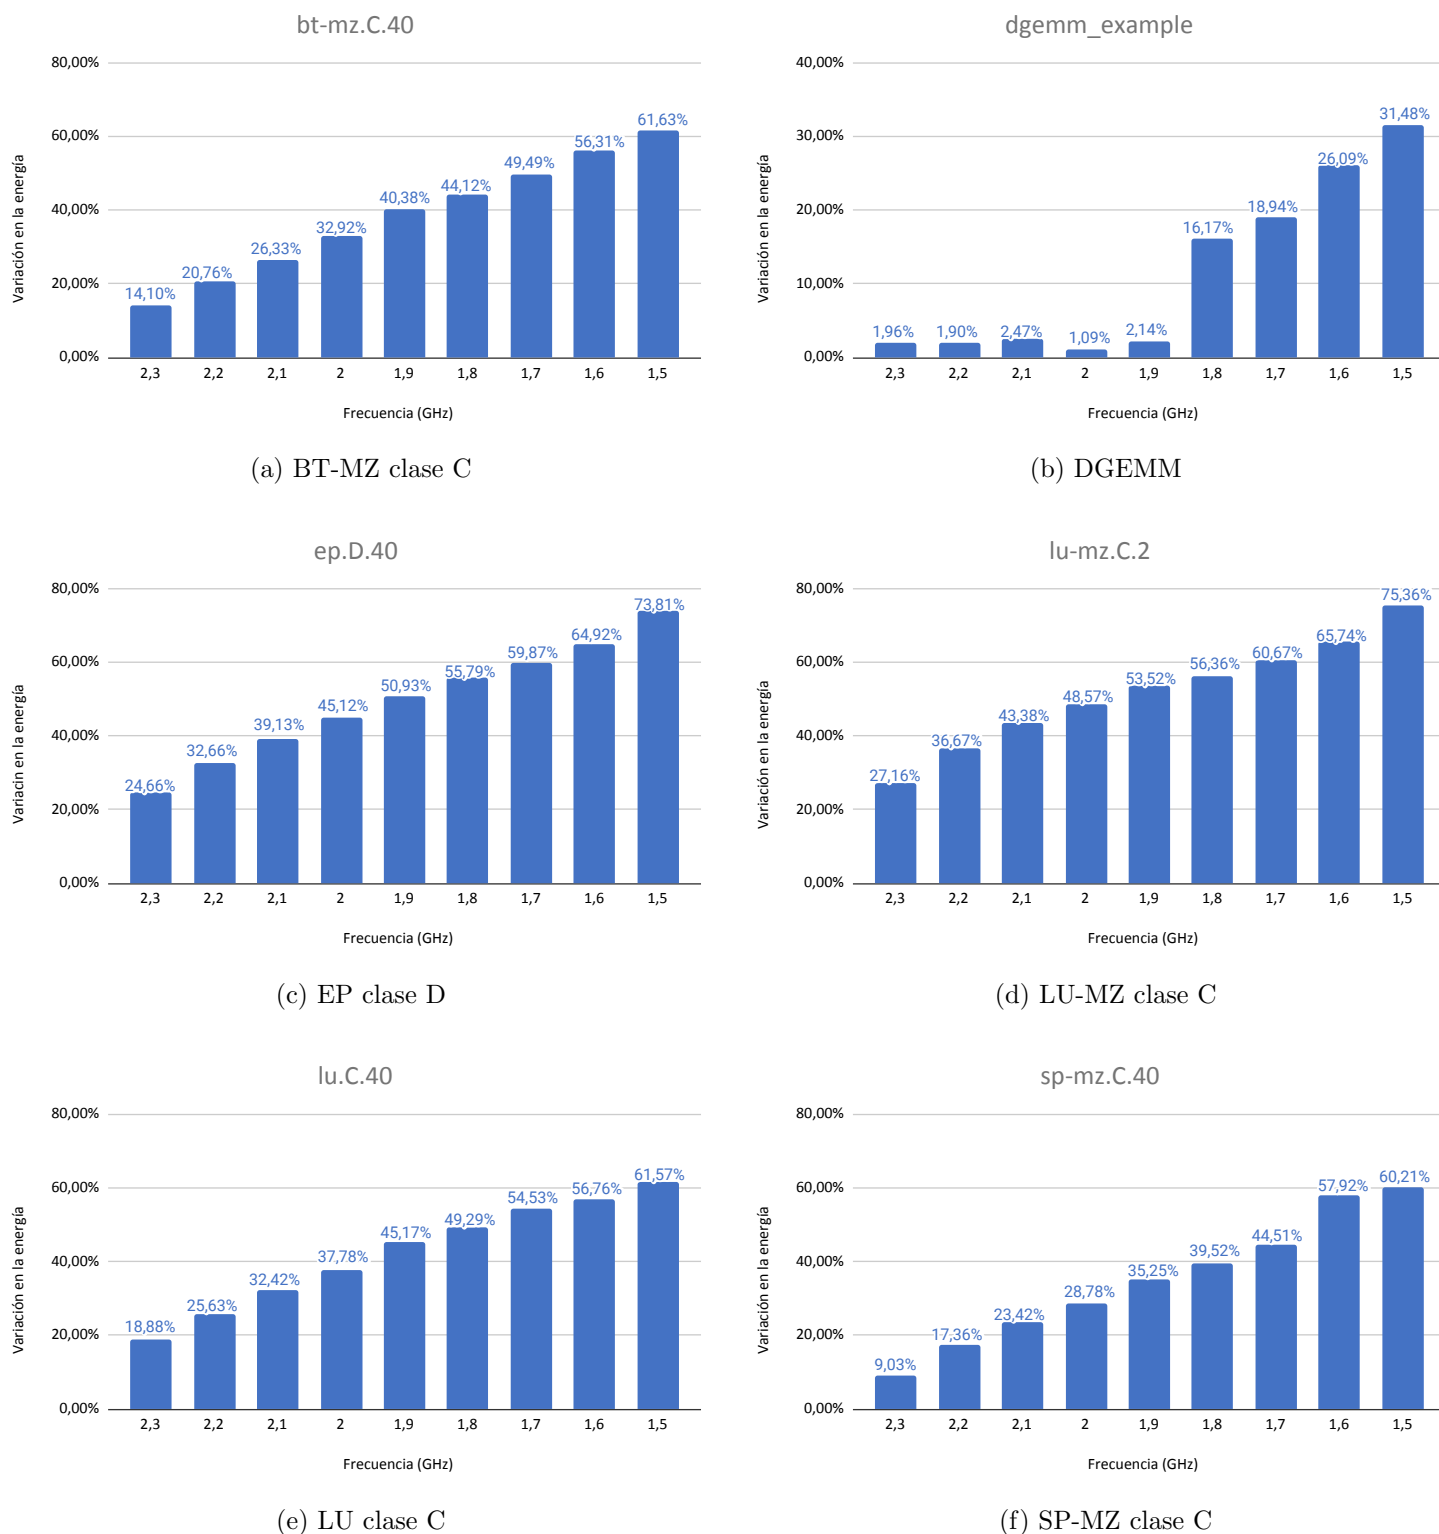 bt-mz.C.40
80,00%
60,00%
40,00%
20,00%
0,00%
Variación en la energía
14,10%
20,76%
26,33%
32,92%
40,38%
44,12%
49,49%
56,31%
61,63%
2,3 2,2 2,1 2 1,9 1,8 1,7 1,6 1,5
Frecuencia (GHz)
(a) BT-MZ clase C
dgemm_example
40,00%
30,00%
20,00%
10,00%
0,00%
Variación en la energía
1,96%
1,90%
2,47%
1,09%
2,14%
16,17%
18,94%
26,09%
31,48%
2,3 2,2 2,1 2 1,9 1,8 1,7 1,6 1,5
Frecuencia (GHz)
(b) DGEMM
ep.D.40
80,00%
60,00%
40,00%
20,00%
0,00%
Variacin en la energía
24,66%
32,66%
39,13%
45,12%
50,93%
55,79%
59,87%
64,92%
73,81%
2,3 2,2 2,1 2 1,9 1,8 1,7 1,6 1,5
Frecuencia (GHz)
(c) EP clase D
lu-mz.C.2
80,00%
60,00%
40,00%
20,00%
0,00%
Variación en la energía
27,16%
36,67%
43,38%
48,57%
53,52%
56,36%
60,67%
65,74%
75,36%
2,3 2,2 2,1 2 1,9 1,8 1,7 1,6 1,5
Frecuencia (GHz)
(d) LU-MZ clase C
lu.C.40
80,00%
60,00%
40,00%
20,00%
0,00%
Variación en la energía
18,88%
25,63%
32,42%
37,78%
45,17%
49,29%
54,53%
56,76%
61,57%
2,3 2,2 2,1 2 1,9 1,8 1,7 1,6 1,5
Frecuencia (GHz)
(e) LU clase C
sp-mz.C.40
80,00%
60,00%
40,00%
20,00%
0,00%
Variación en la energía
9,03%
17,36%
23,42%
28,78%
35,25%
39,52%
44,51%
57,92%
60,21%
2,3 2,2 2,1 2 1,9 1,8 1,7 1,6 1,5
Frecuencia (GHz)
(f) SP-MZ clase C